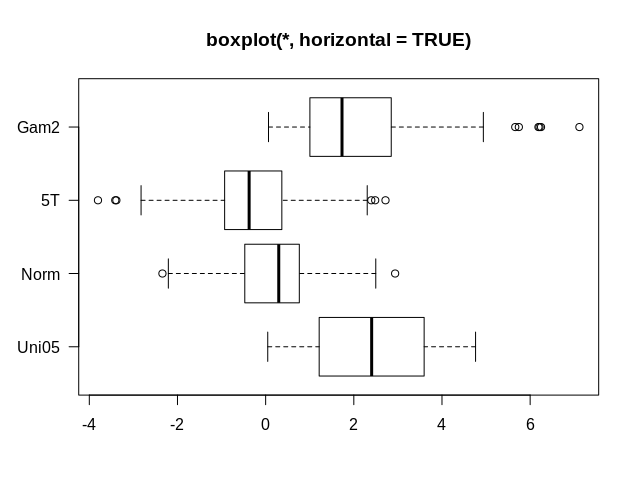 boxplot(*, horizontal = TRUE)
Gam2
5T
Norm
Uni05
-4 -2 0 2 4 6